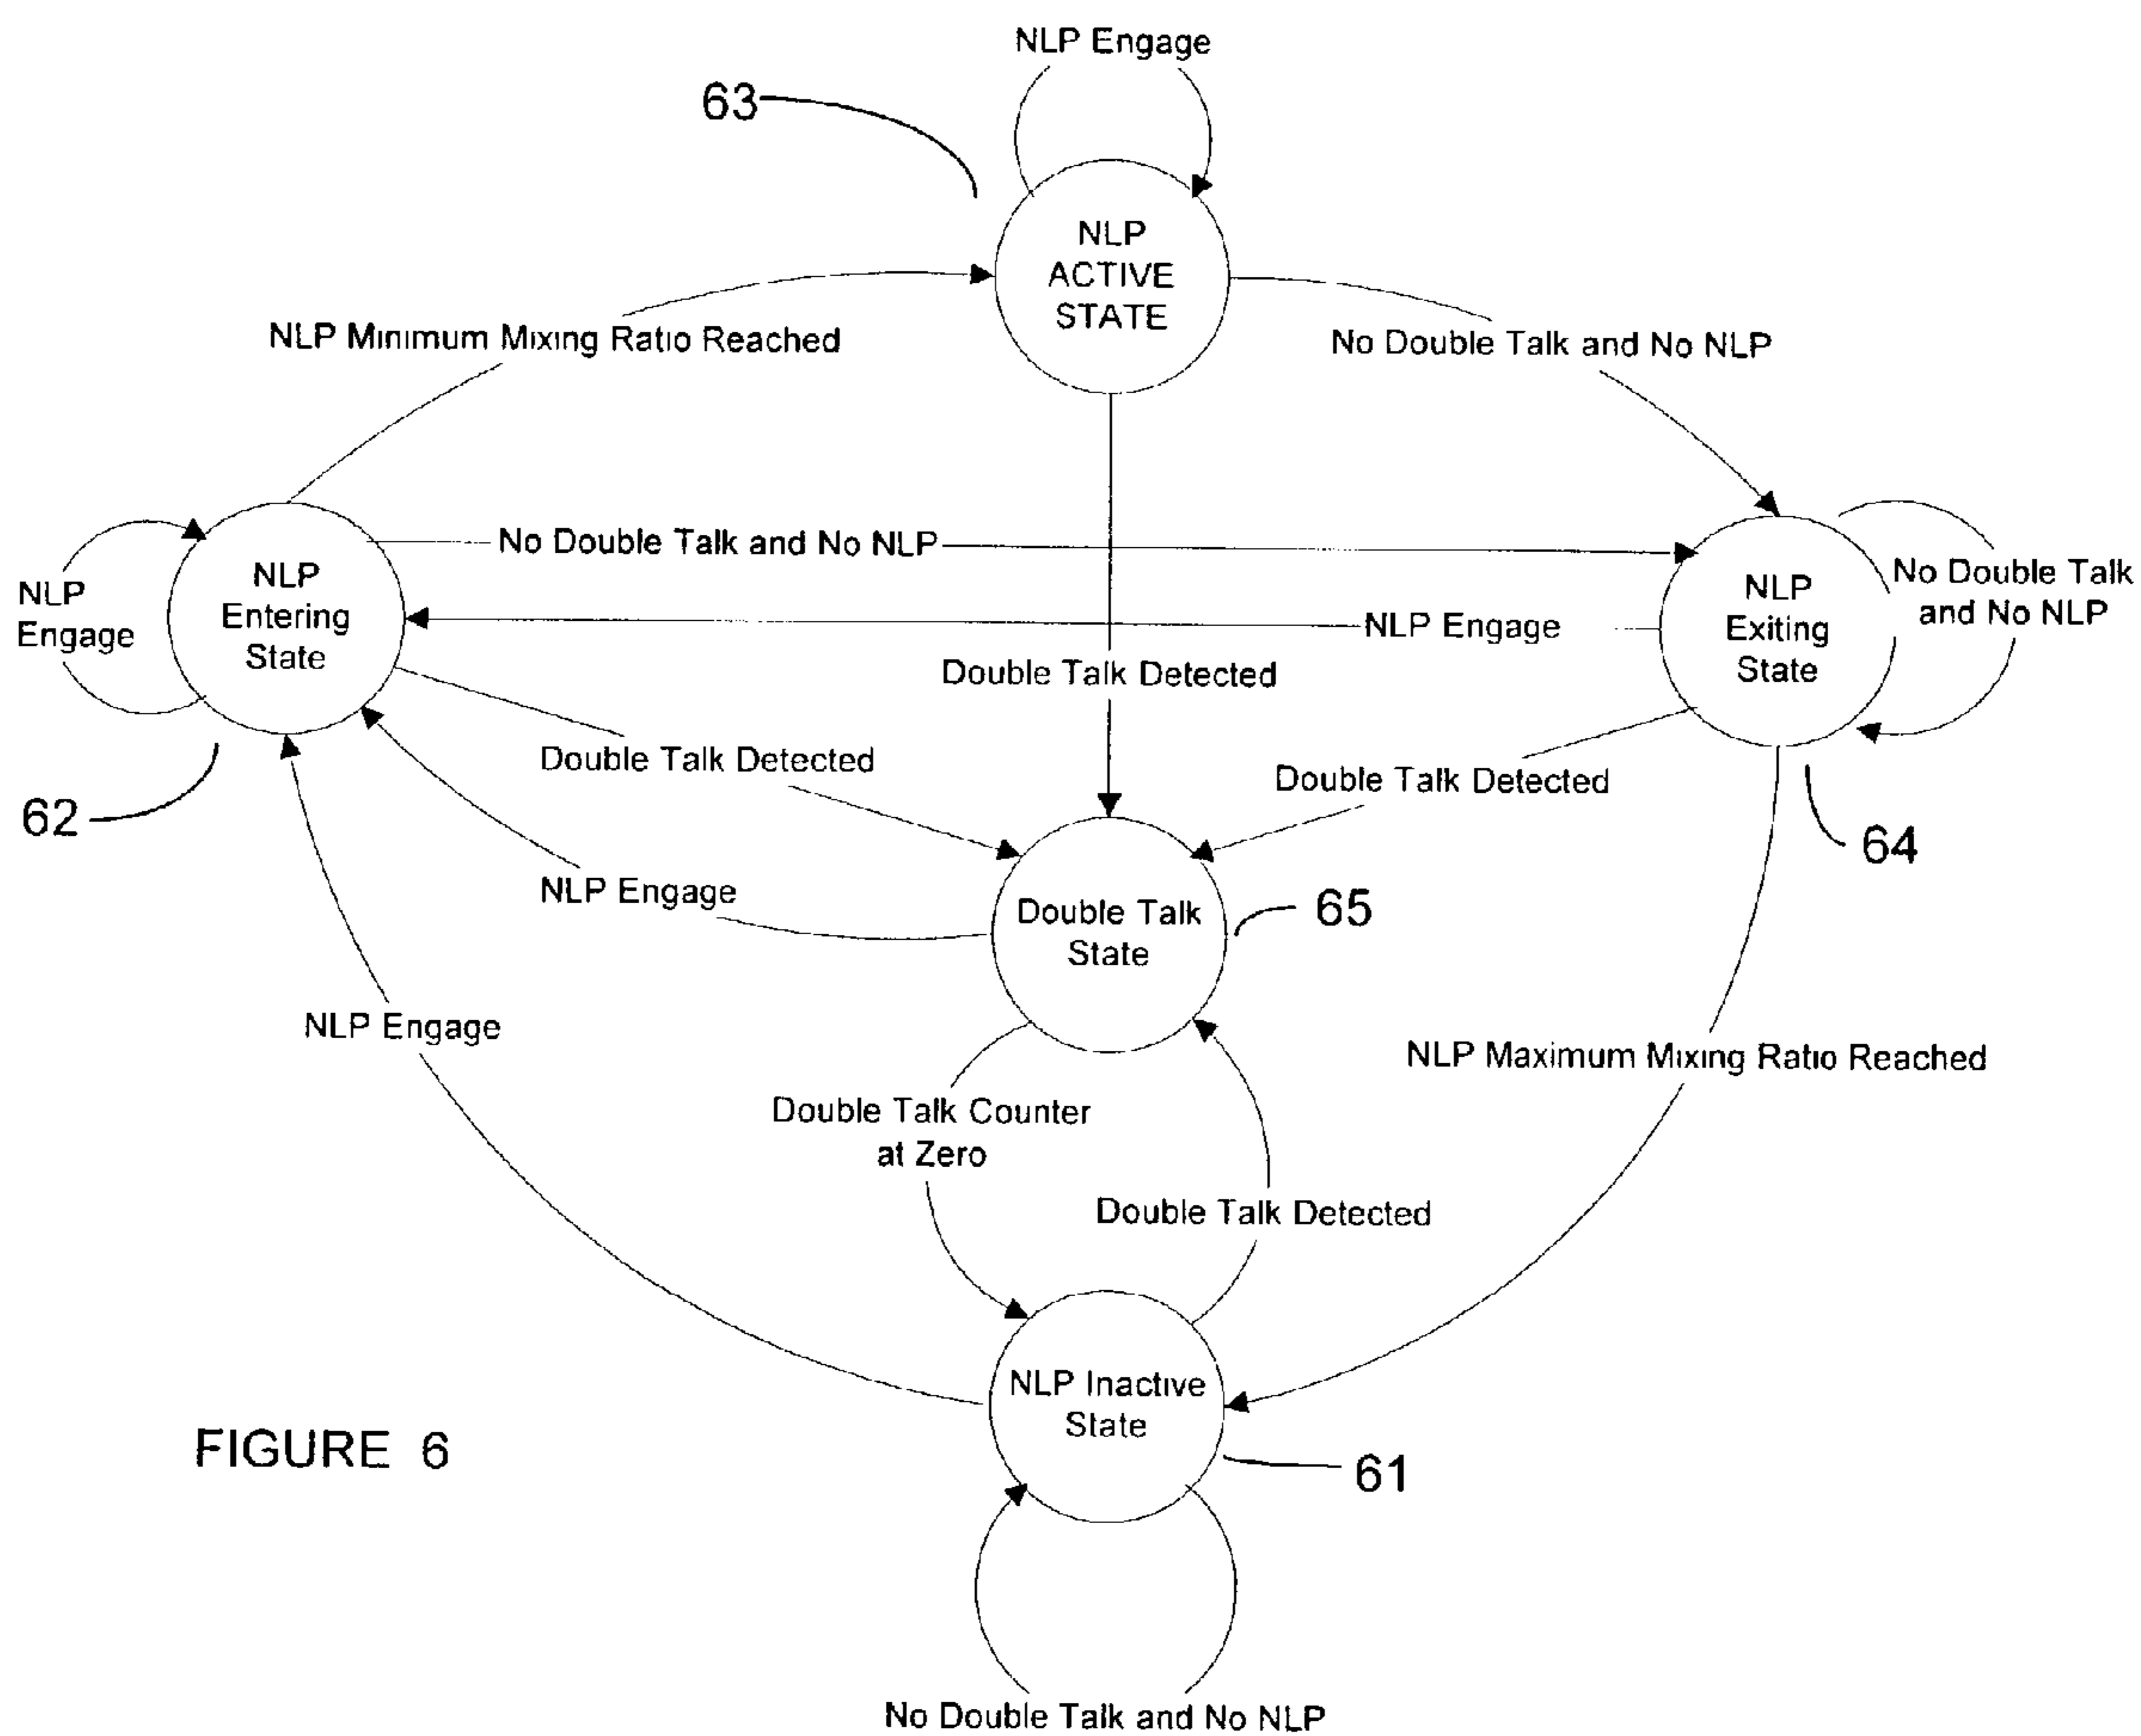 NLP Engage
63
NLP
ACTIVE
STATE
NLP Minimum Mixing Ratio Reached
No Double Talk and No NLP
No Double Talk and No NLP
NLP
Entering
State
NLP
Engage
NLP
Exiting
State
No Double Talk
and No NLP
NLP Engage
Double Talk Detected
Double Talk Detected
Double Talk Detected
62
64
NLP Engage
Double Talk
State
65
NLP Engage
NLP Maximum Mixing Ratio Reached
Double Talk Counter
at Zero
Double Talk Detected
NLP Inactive
State
FIGURE 6
61
No Double Talk and No NLP